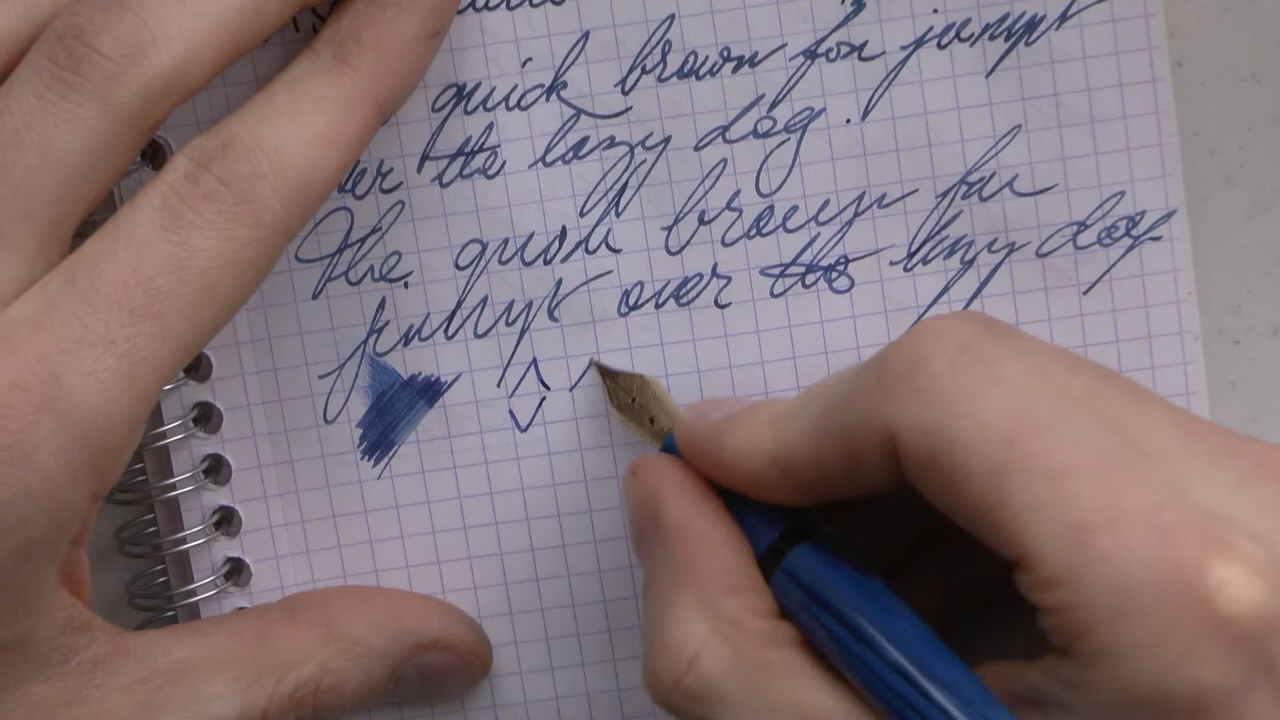 quick brown fox jumpt
over the lazy dog.
The quick brown fox
jumpt over the lazy dog